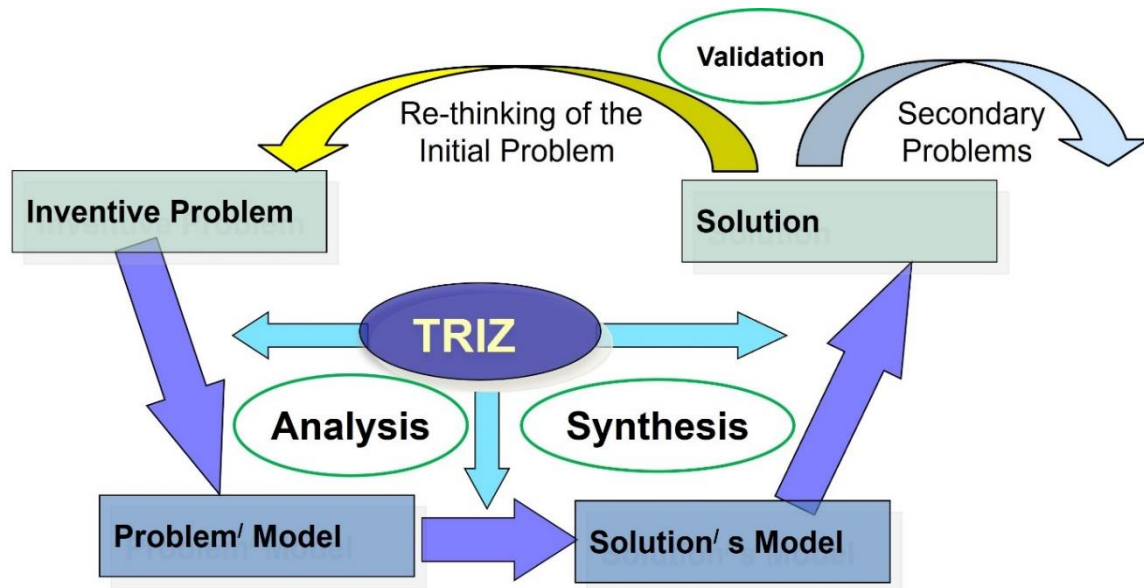 Validation
Re-thinking of the
Initial Problem
Secondary
Problems
Inventive Problem
Solution
TRIZ
Analysis
Synthesis
Problem/ Model
Solution/ s Model